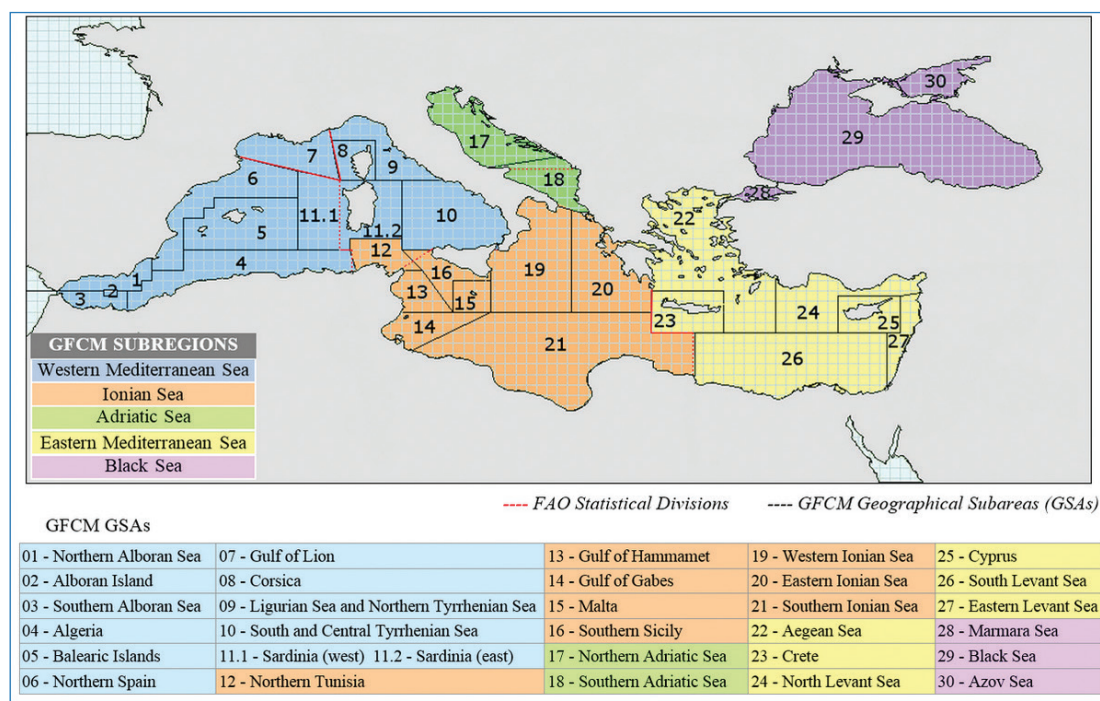 30
17
29
7
8
9
6
18
28
22
11.1
10
5
11.2
12
4
16
19
1
2
3
13
15
20
23
24
25
14
21
26
27
GFCM SUBREGIONS
Western Mediterranean Sea
Ionian Sea
Adriatic Sea
Eastern Mediterranean Sea
Black Sea
---- FAO Statistical Divisions ---- GFCM Geographical Subareas (GSAs)
GFCM GSAs
01 - Northern Alboran Sea 07 - Gulf of Lion 13 - Gulf of Hammamet 19 - Western Ionian Sea 25 - Cyprus
02 - Alboran Island 08 - Corsica 14 - Gulf of Gabes 20 - Eastern Ionian Sea 26 - South Levant Sea
03 - Southern Alboran Sea 09 - Ligurian Sea and Northern Tyrrhenian Sea 15 - Malta 21 - Southern Ionian Sea 27 - Eastern Levant Sea
04 - Algeria 10 - South and Central Tyrrhenian Sea 16 - Southern Sicily 22 - Aegean Sea 28 - Marmara Sea
05 - Balearic Islands 11.1 - Sardinia (west) 11.2 - Sardinia (east) 17 - Northern Adriatic Sea 23 - Crete 29 - Black Sea
06 - Northern Spain 12 - Northern Tunisia 18 - Southern Adriatic Sea 24 - North Levant Sea 30 - Azov Sea